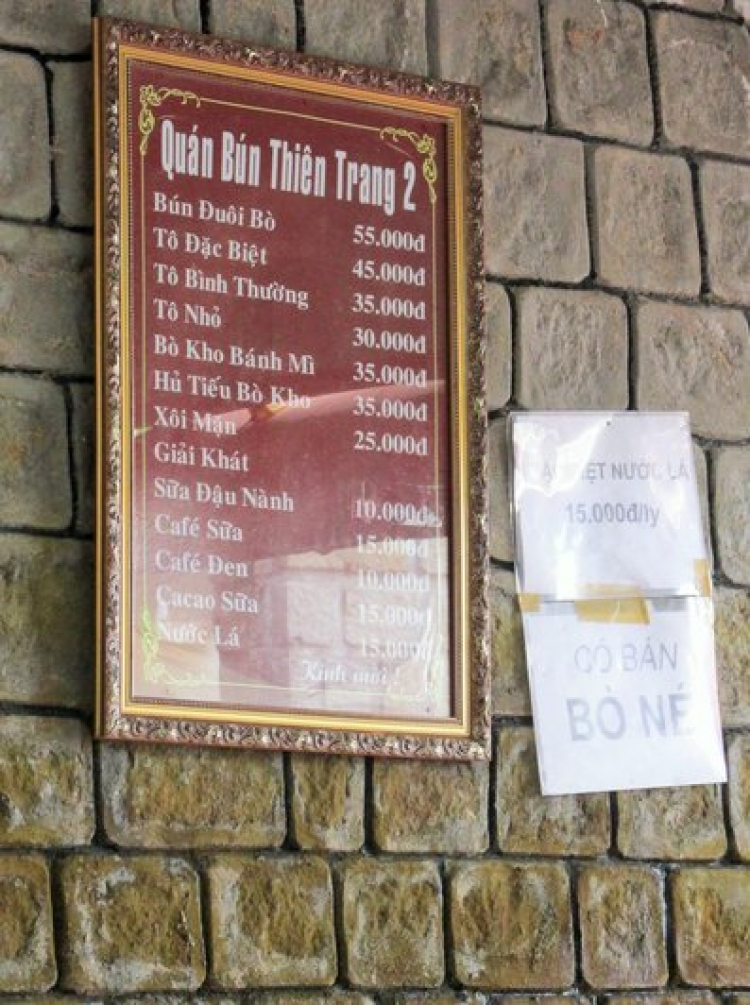 Quán Bún Thiên Trang 2
Bún Đuôi Bò 55.000đ
Tô Đặc Biệt 45.000đ
Tô Bình Thường 35.000đ
Tô Nhỏ 30.000đ
Bò Kho Bánh Mì 35.000đ
Hủ Tiếu Bò Kho 35.000đ
Xôi Mặn 25.000đ
Giải Khát
Sữa Đậu Nành 10.000đ
Café Sữa 15.000đ
Café Đen 10.000đ
Cacao Sữa 15.000đ
Nước Lá 15.000đ
Kính mời !
NƯỚC LÁ
15.000đ/ly
CÓ BÁN
BÒ NÉ